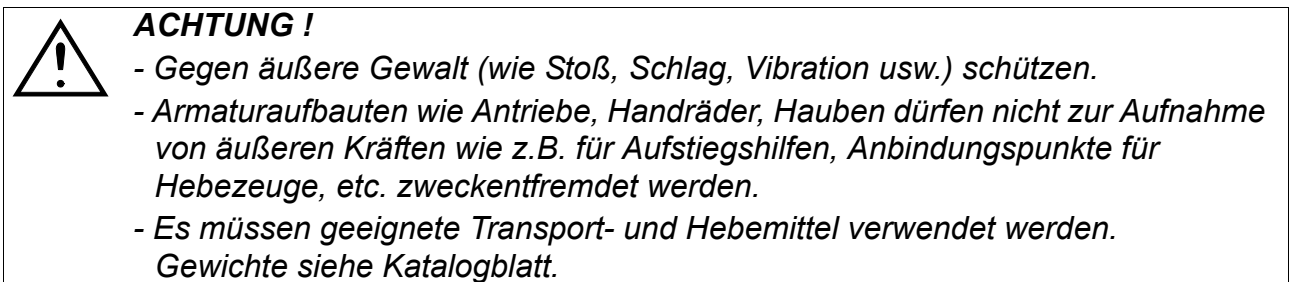 ACHTUNG !
- Gegen äußere Gewalt (wie Stoß, Schlag, Vibration usw.) schützen.
- Armaturaufbauten wie Antriebe, Handräder, Hauben dürfen nicht zur Aufnahme
von äußeren Kräften wie z.B. für Aufstiegshilfen, Anbindungspunkte für
Hebezeuge, etc. zweckentfremdet werden.
- Es müssen geeignete Transport- und Hebemittel verwendet werden.
Gewichte siehe Katalogblatt.